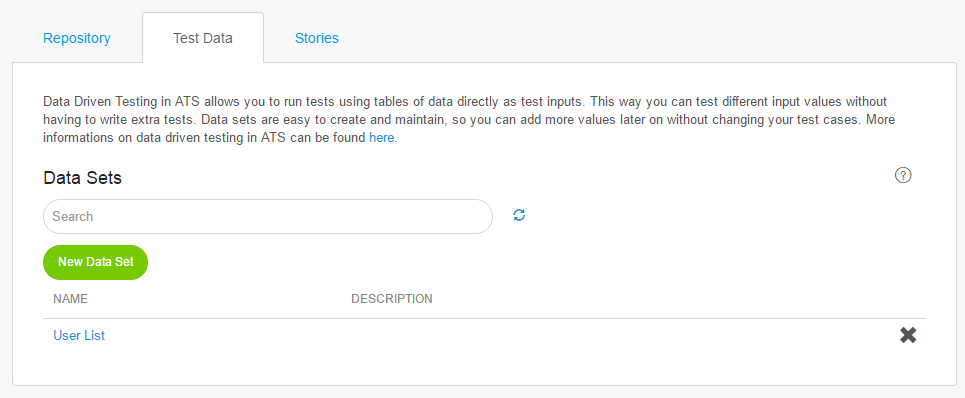 Repository Test Data Stories
Data Driven Testing in ATS allows you to run tests using tables of data directly as test inputs. This way you can test different input values without
having to write extra tests. Data sets are easy to create and maintain, so you can add more values later on without changing your test cases. More
informations on data driven testing in ATS can be found here.
Data Sets ?
Search
New Data Set
NAME DESCRIPTION
User List